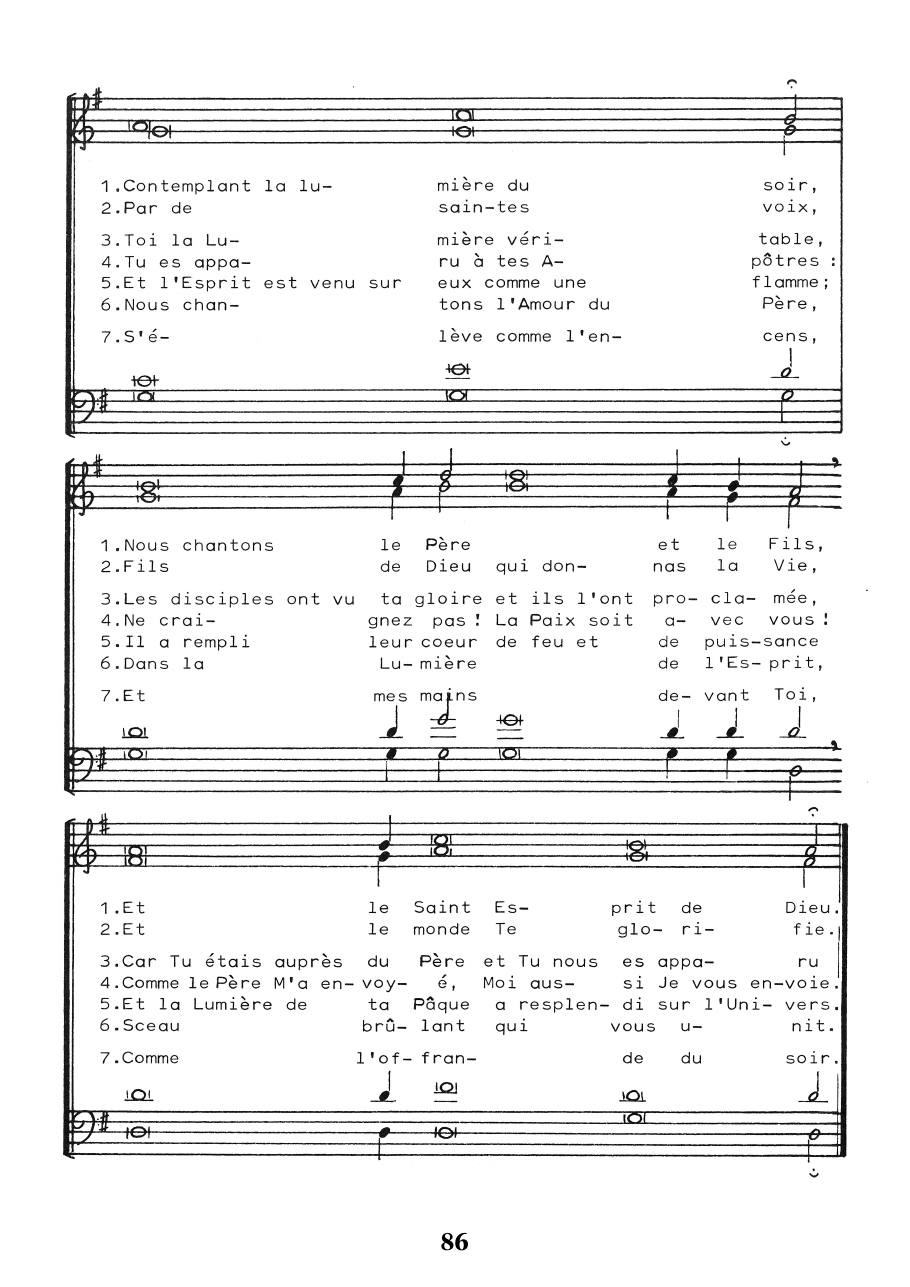 1.Contemplant la lu- mière du soir,
2.Par de sain-tes voix,
3.Toi la Lu- mière véri- table,
4.Tu es appa- ru à tes A- pôtres :
5.Et l'Esprit est venu sur eux comme une flamme;
6.Nous chan- tons l'Amour du Père,
7.S'é- lève comme l'en- cens,
1.Nous chantons le Père et le Fils,
2.Fils de Dieu qui don- nas la Vie,
3.Les disciples ont vu ta gloire et ils l'ont pro- cla- mée,
4.Ne crai- gnez pas ! La Paix soit a- vec vous !
5.Il a rempli leur coeur de feu et de puis-sance
6.Dans la Lu-mière de l'Es-prit,
7.Et mes mains de- vant Toi,
1.Et le Saint Es- prit de Dieu.
2.Et le monde Te glo- ri- fie.
3.Car Tu étais auprès du Père et Tu nous es appa- ru
4.Comme le Père M'a en-voy- é, Moi aus- si Je vous en-voie.
5.Et la Lumière de ta Pâque a resplen- di sur l'Uni- vers.
6.Sceau brû- lant qui vous u- nit.
7.Comme l'of-fran- de du soir.
86